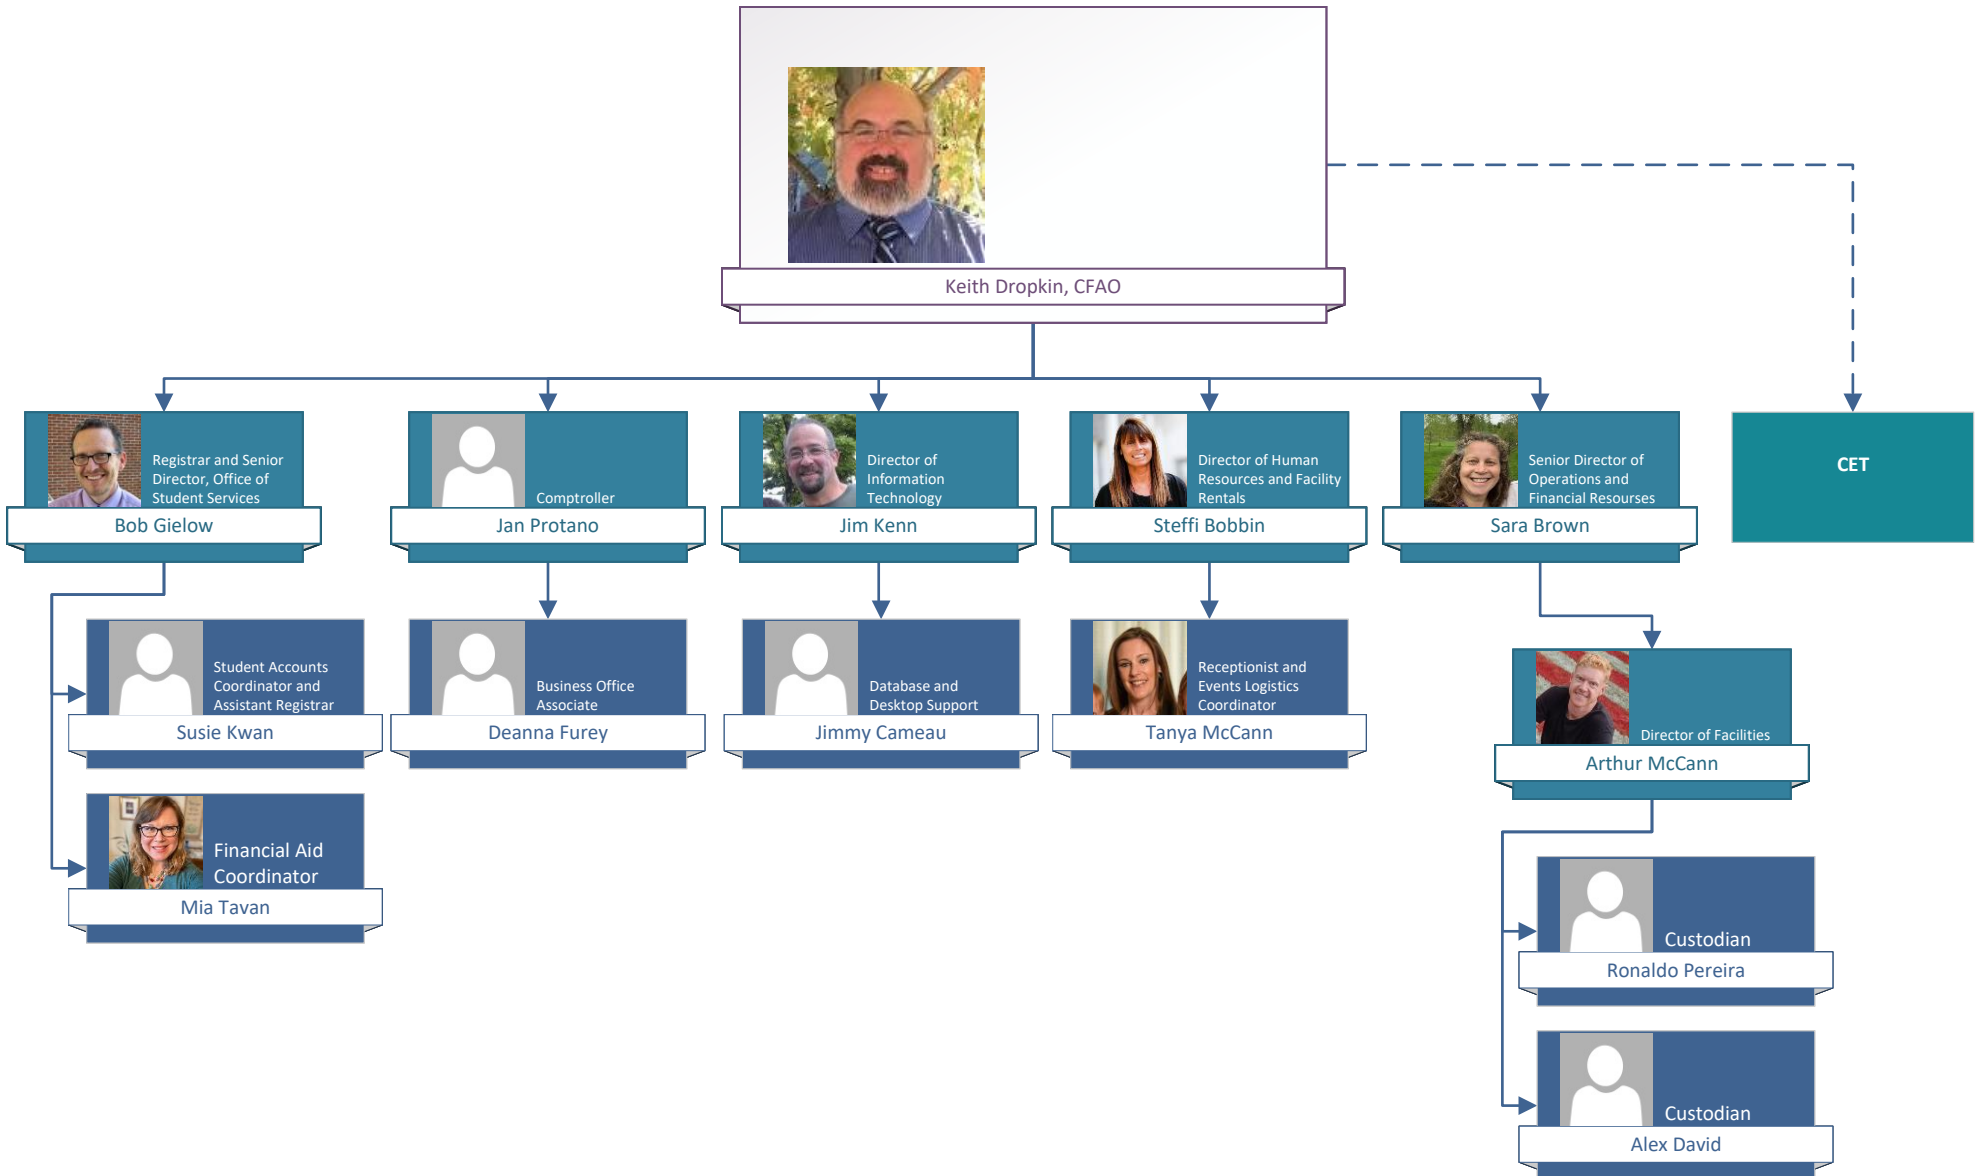 Keith Dropkin, CFAO
Registrar and Senior
Director, Office of
Student Services
Bob Gielow
Comptroller
Jan Protano
Director of
Information
Technology
Jim Kenn
Director of Human
Resources and Facility
Rentals
Steffi Bobbin
Senior Director of
Operations and
Financial Resourses
Sara Brown
CET
Student Accounts
Coordinator and
Assistant Registrar
Susie Kwan
Business Office
Associate
Deanna Furey
Database and
Desktop Support
Jimmy Cameau
Receptionist and
Events Logistics
Coordinator
Tanya McCann
Director of Facilities
Arthur McCann
Financial Aid
Coordinator
Mia Tavan
Custodian
Ronaldo Pereira
Custodian
Alex David